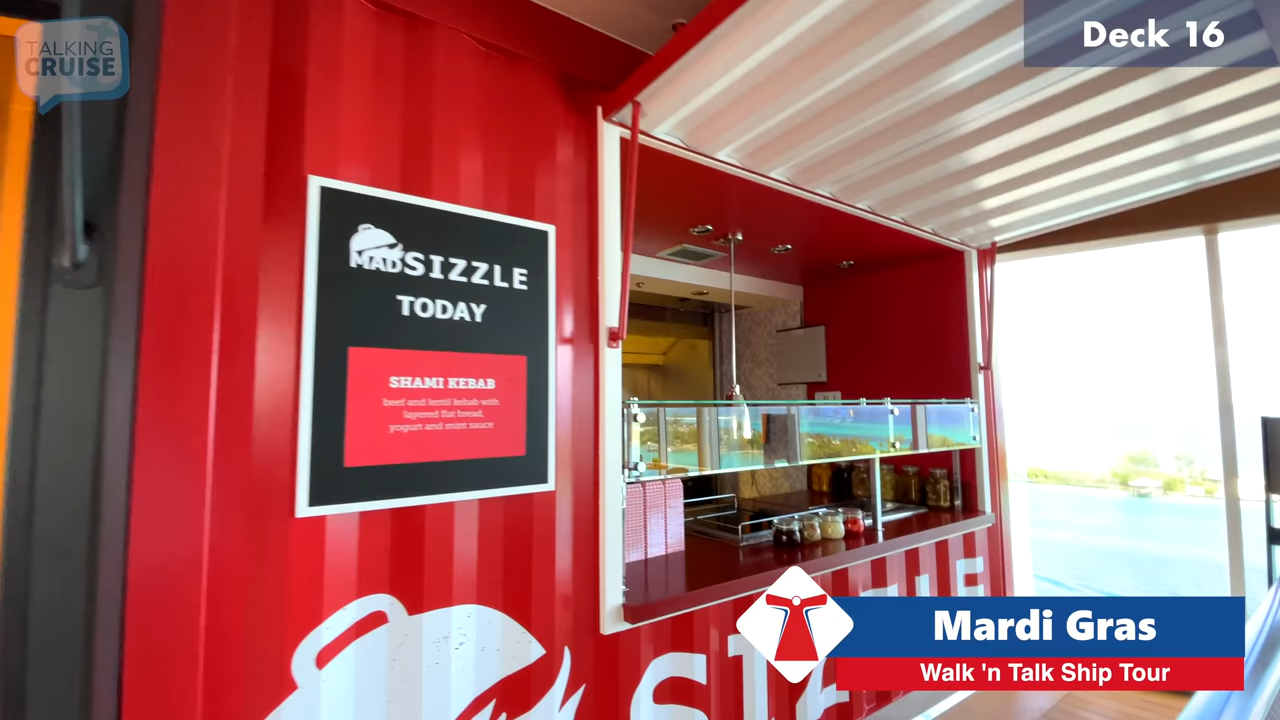 TALKING
CRUISE
Deck 16
MAD SIZZLE
TODAY
SHAMI KEBAB
beef and lentil kebab with
layered flat bread,
yogurt and mint sauce
Mardi Gras
Walk 'n Talk Ship Tour